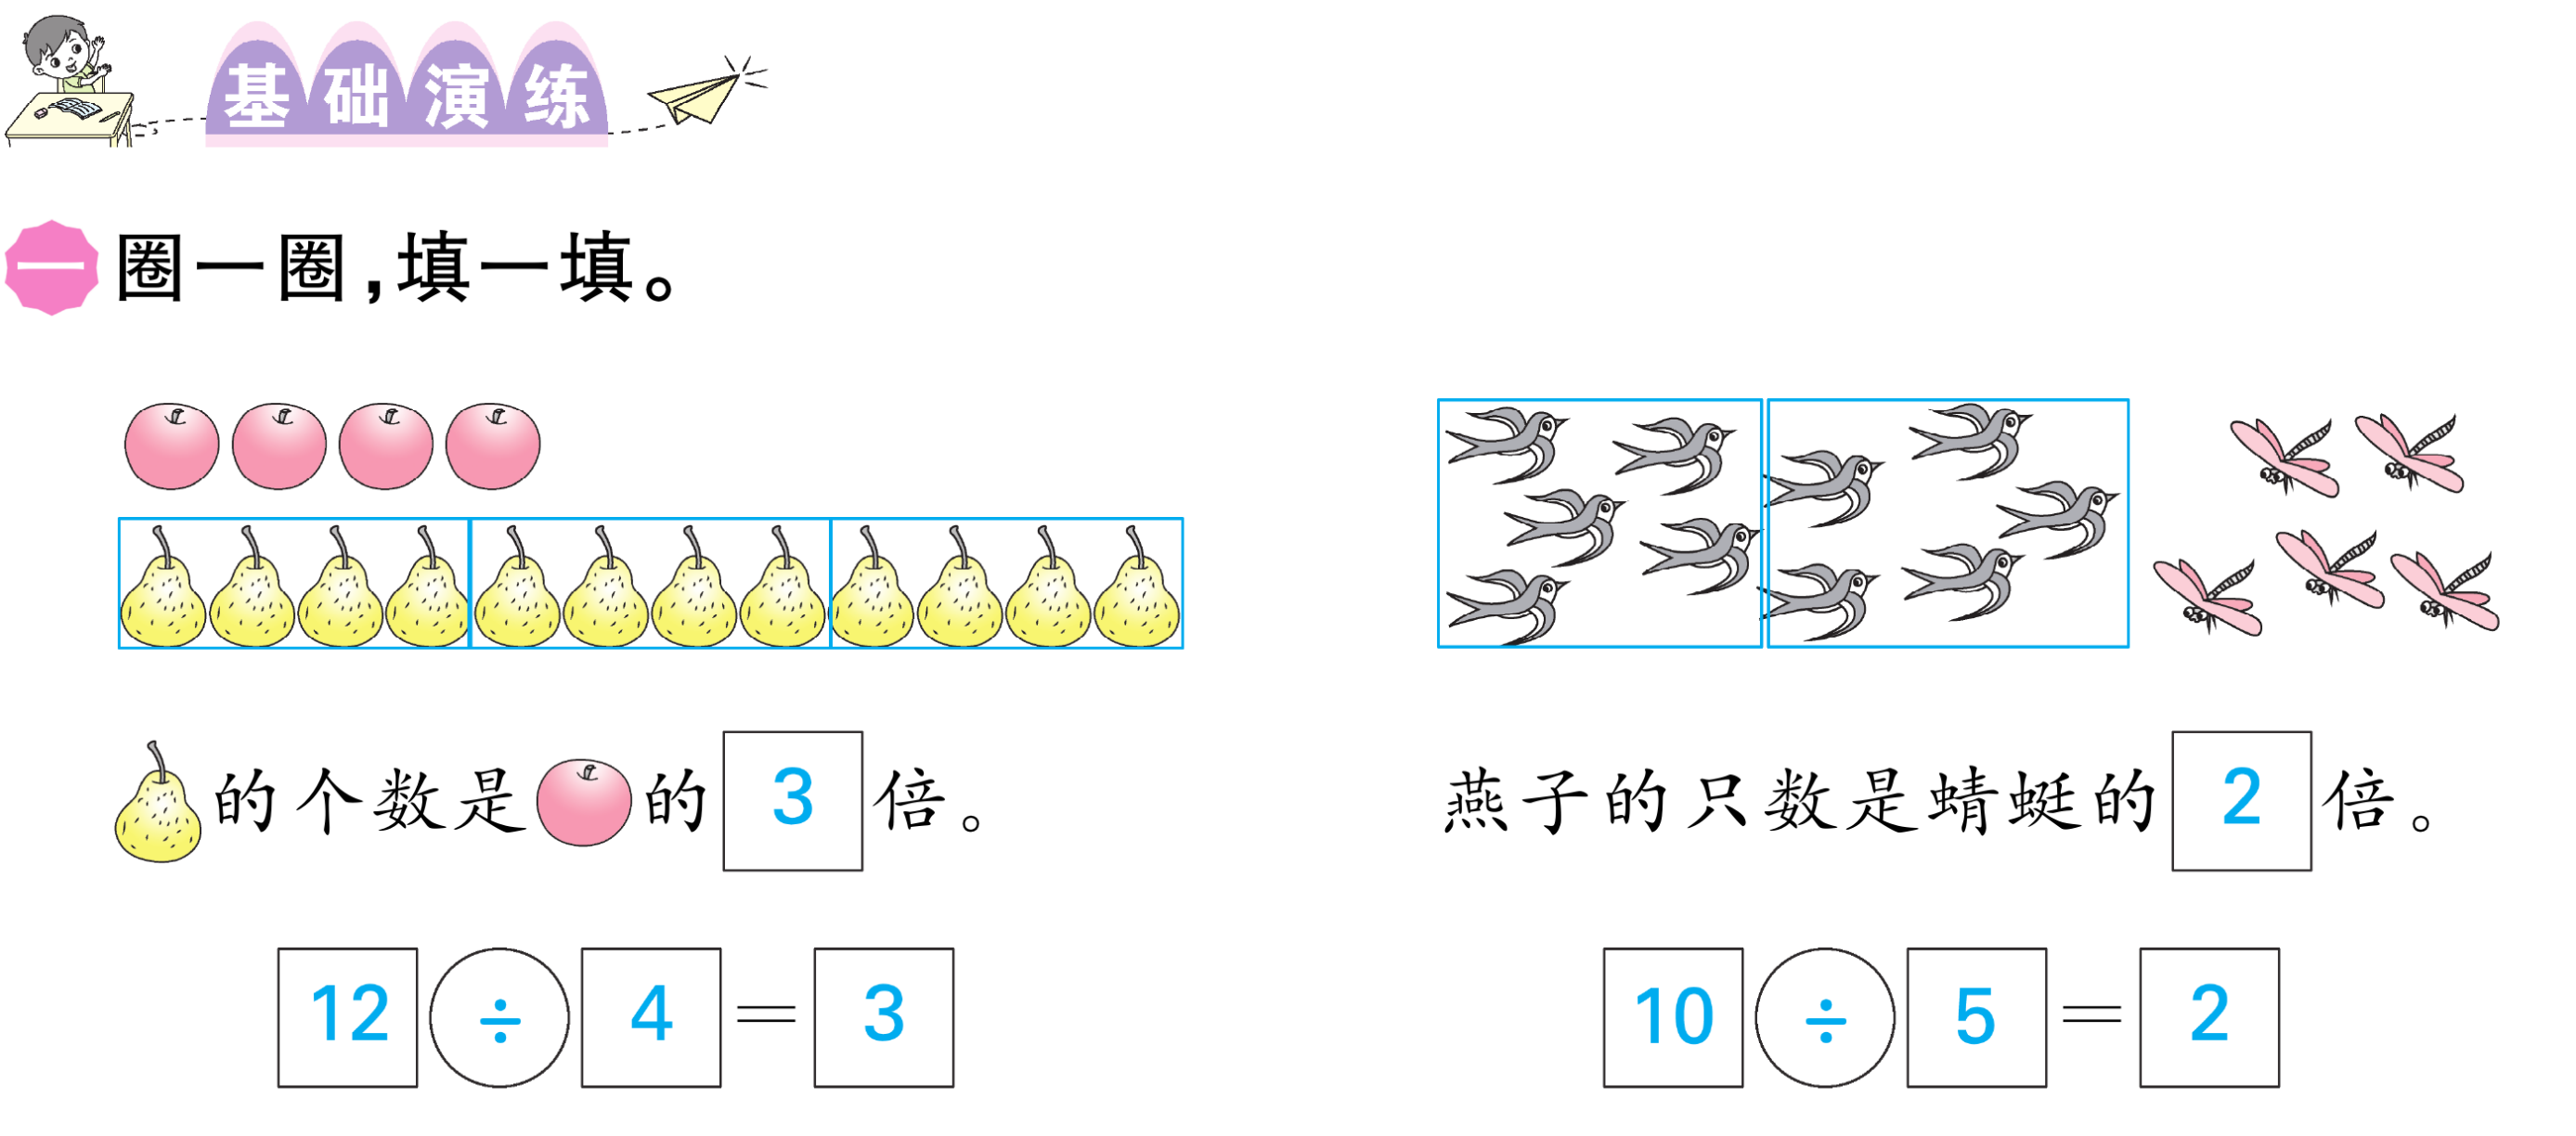 基础演练
一 圈一圈,填一填。
的个数是 的 3 倍。
燕子的只数是蜻蜓的 2 倍。
12 ÷ 4 = 3
10 ÷ 5 = 2